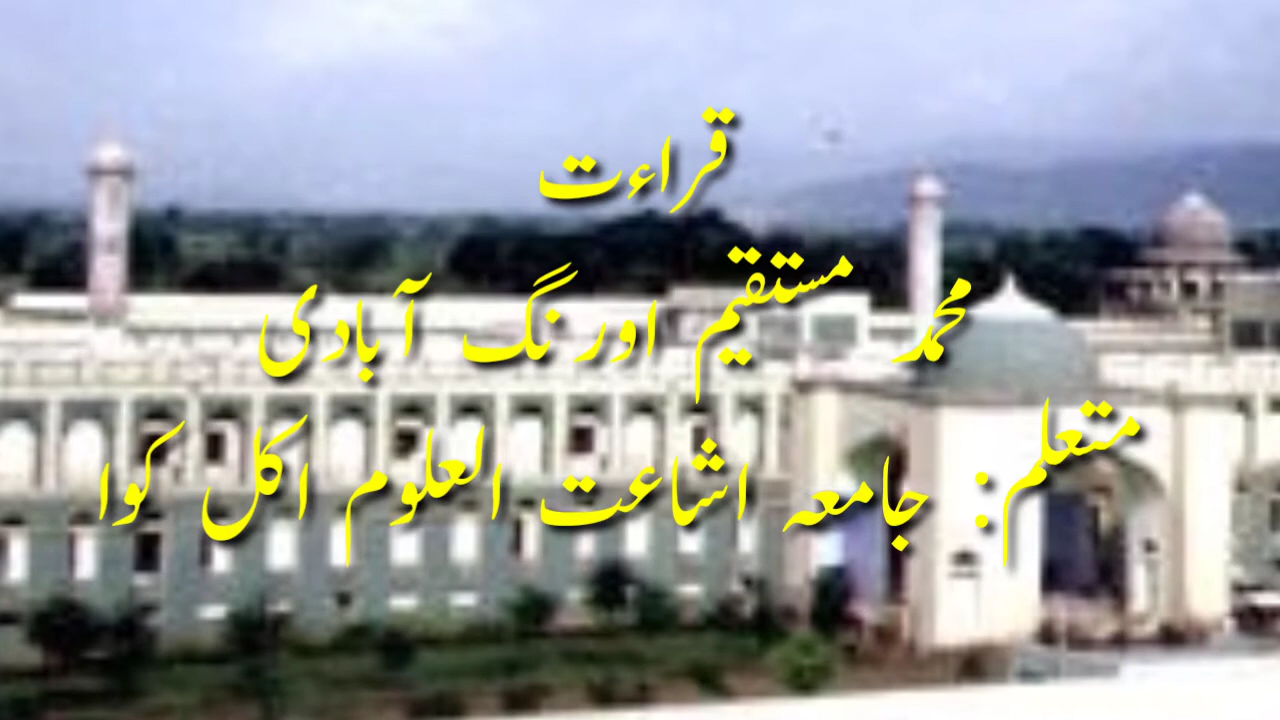 قراءت
محمد مستقیم اورنگ آبادی
متعلم: جامعہ اشاعت العلوم اکل کوا